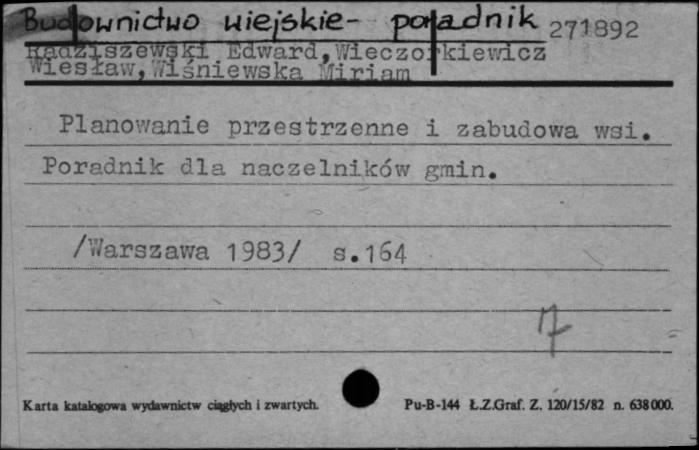 Budownictwo wiejskie - poradnik 271892
Radziszewski Edward, Wieczorkiewicz
Wiesław, Wiśniewska Miriam
Planowanie przestrzenne i zabudowa wsi.
Poradnik dla naczelników gmin.
/Warszawa 1983/ s.164
Karta katalogowa wydawnictw ciągłych i zwartych.
Pu-B-144 Ł.Z.Graf. Z. 120/15/82 n. 638000.